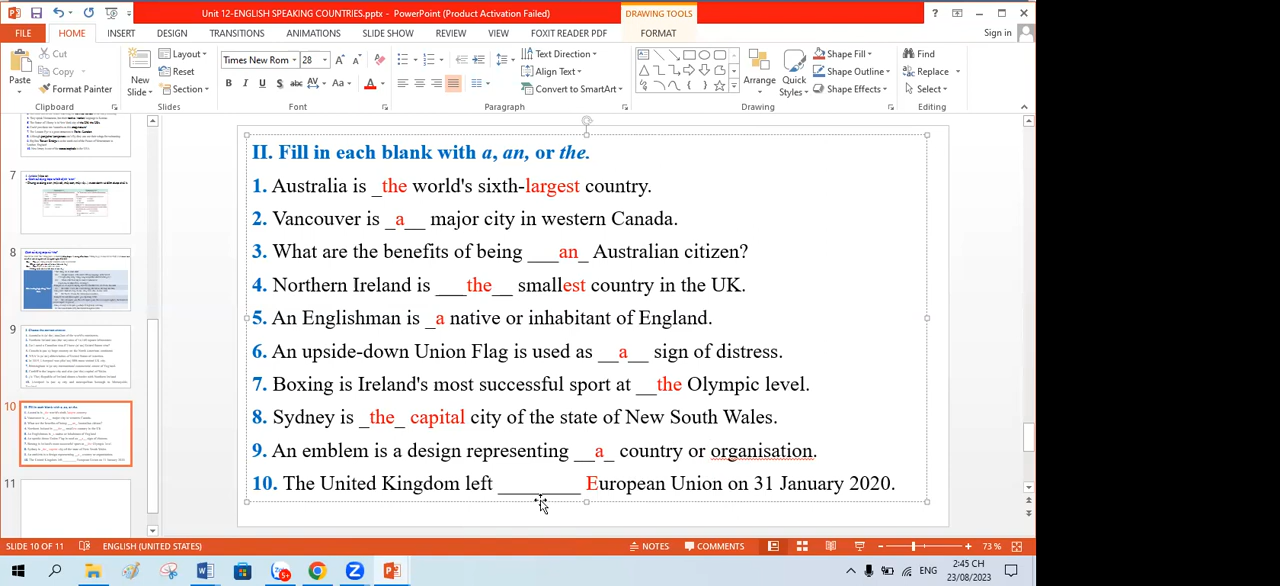 Unit 12-ENGLISH SPEAKING COUNTRIES.pptx - PowerPoint (Product Activation Failed)
DRAWING TOOLS
FILE HOME INSERT DESIGN TRANSITIONS ANIMATIONS SLIDE SHOW REVIEW VIEW FOXIT READER PDF FORMAT
Sign in
Paste
Cut
Copy
Format Painter
Clipboard
New Slide
Layout
Reset
Section
Slides
Times New Rom 28
B I U S abc AV Aa A
Font
Text Direction
Align Text
Convert to SmartArt
Paragraph
Arrange
Quick Styles
Shape Fill
Shape Outline
Shape Effects
Drawing
Find
Replace
Select
Editing
7
8
9
10
11
II. Fill in each blank with a, an, or the.
1. Australia is _the world's sixth-largest country.
2. Vancouver is _a__ major city in western Canada.
3. What are the benefits of being ___an_ Australian citizen?
4. Northern Ireland is ___the__ smallest country in the UK.
5. An Englishman is _a native or inhabitant of England.
6. An upside-down Union Flag is used as __a__ sign of distress.
7. Boxing is Ireland's most successful sport at __the Olympic level.
8. Sydney is _the_ capital city of the state of New South Wales.
9. An emblem is a design representing __a_ country or organisation.
10. The United Kingdom left ________ European Union on 31 January 2020.
SLIDE 10 OF 11 ENGLISH (UNITED STATES) NOTES COMMENTS 73 %
ENG
2:45 CH
23/08/2023